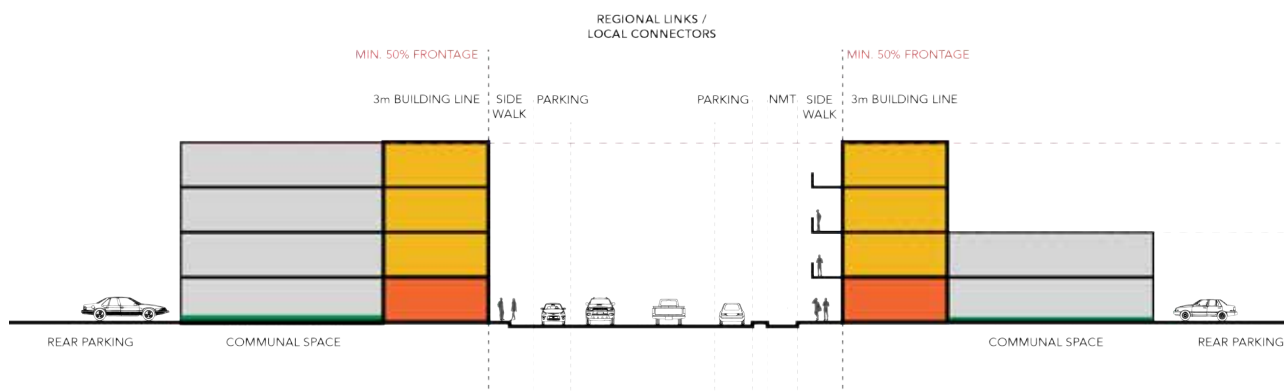 REGIONAL LINKS /
LOCAL CONNECTORS
MIN. 50% FRONTAGE
MIN. 50% FRONTAGE
3m BUILDING LINE
SIDE
WALK
PARKING
PARKING
NMT
SIDE
WALK
3m BUILDING LINE
REAR PARKING
COMMUNAL SPACE
COMMUNAL SPACE
REAR PARKING